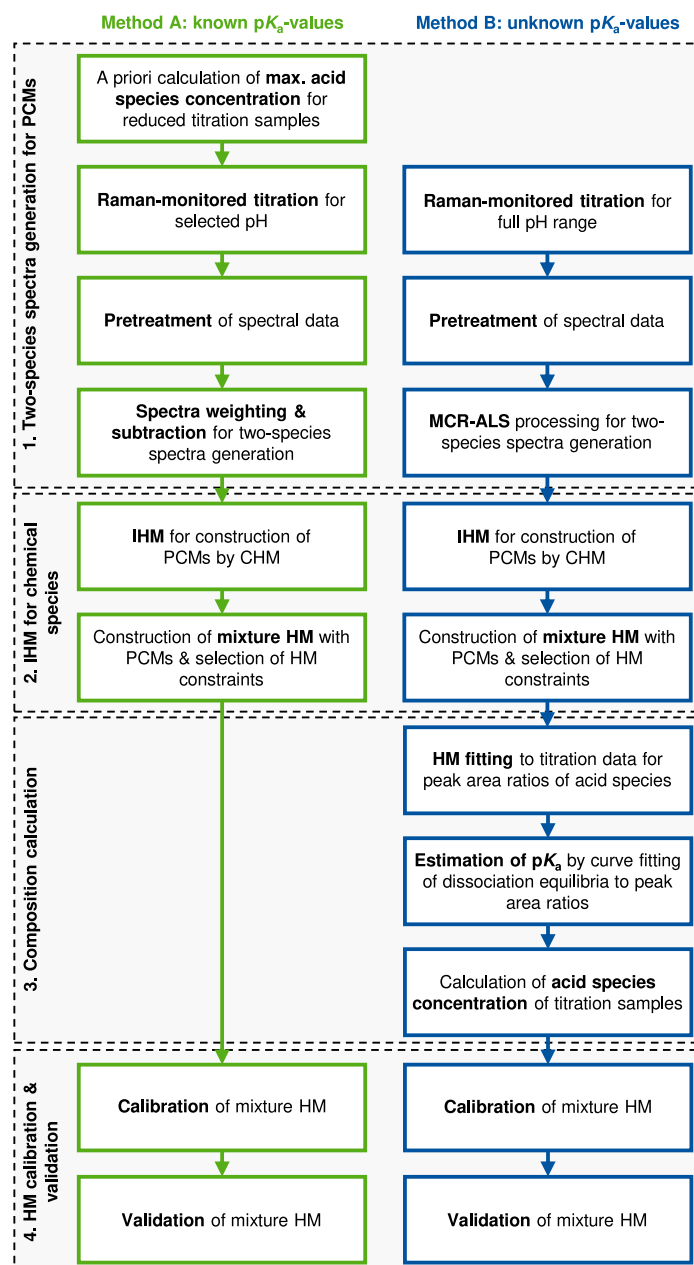 Method A: known pKa-values
Method B: unknown pKa-values
1. Two-species spectra generation for PCMs
A priori calculation of max. acid
species concentration for
reduced titration samples
Raman-monitored titration for
selected pH
Pretreatment of spectral data
Spectra weighting &
subtraction for two-species
spectra generation
Raman-monitored titration for
full pH range
Pretreatment of spectral data
MCR-ALS processing for two-
species spectra generation
2. IHM for chemical
species
IHM for construction of
PCMs by CHM
Construction of mixture HM with
PCMs & selection of HM
constraints
IHM for construction of
PCMs by CHM
Construction of mixture HM with
PCMs & selection of HM
constraints
3. Composition calculation
HM fitting to titration data for
peak area ratios of acid species
Estimation of pKa by curve fitting
of dissociation equilibria to peak
area ratios
Calculation of acid species
concentration of titration samples
4. HM calibration &
validation
Calibration of mixture HM
Validation of mixture HM
Calibration of mixture HM
Validation of mixture HM